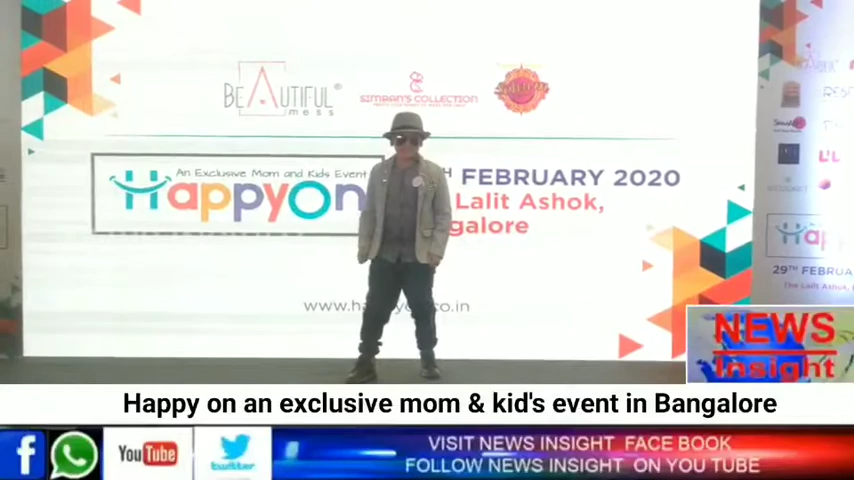 BEAUTIFUL®
mess
SIMRAN'S COLLECTION
An Exclusive Mom and Kids Event
HappyOn
TH FEBRUARY 2020
Lalit Ashok,
galore
www.h ppyo .co.in
29TH FEBRUA
The Lalit Ashok,
NEWS
Insight
Happy on an exclusive mom & kid's event in Bangalore
f
YouTube
twitter
VISIT NEWS INSIGHT FACE BOOK
FOLLOW NEWS INSIGHT ON YOU TUBE